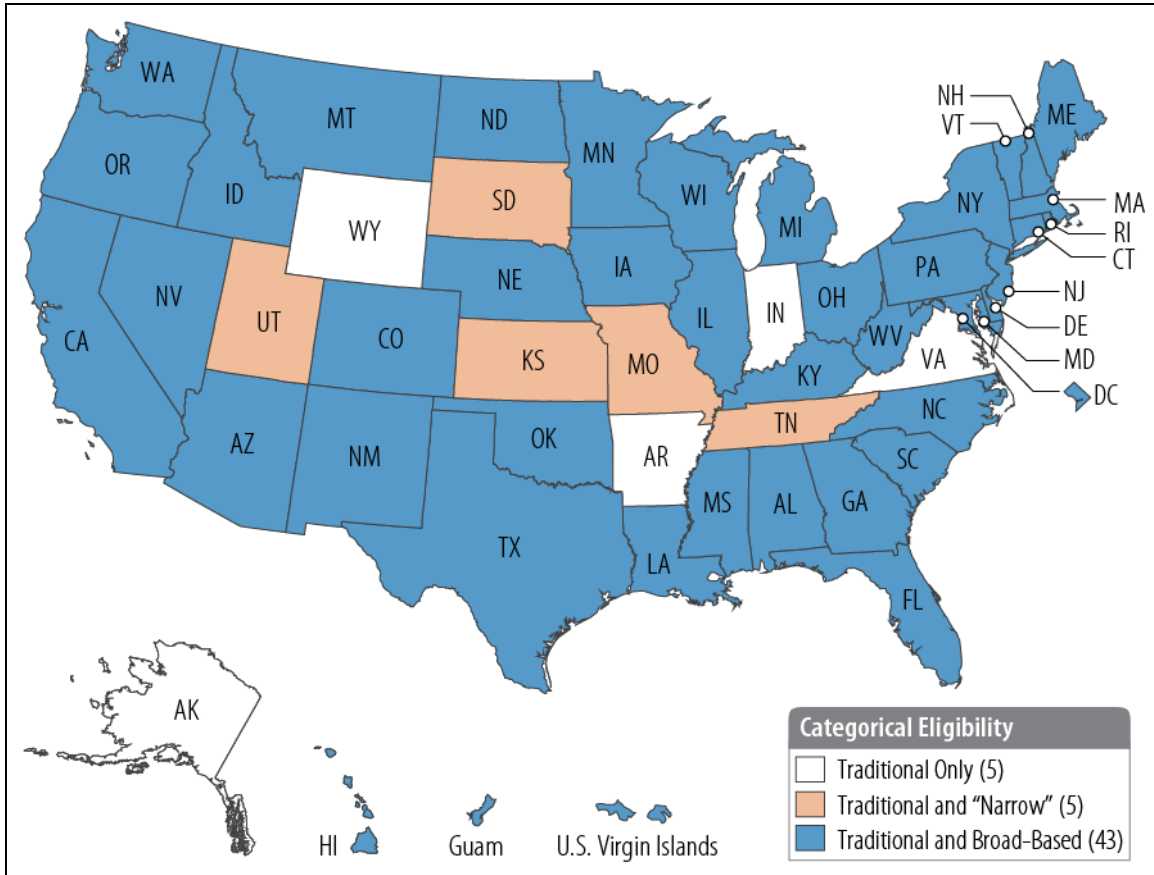 WA
MT
ND
MN
NH
VT
ME
OR
ID
SD
WI
MI
NY
MA
RI
CT
WY
NE
IA
PA
NJ
NV
UT
CO
IL
IN
OH
DE
CA
KS
MO
WV
VA
MD
KY
DC
AZ
NM
OK
AR
TN
NC
SC
TX
MS
AL
GA
LA
FL
AK
HI
Guam
U.S. Virgin Islands
Categorical Eligibility
Traditional Only (5)
Traditional and “Narrow” (5)
Traditional and Broad-Based (43)